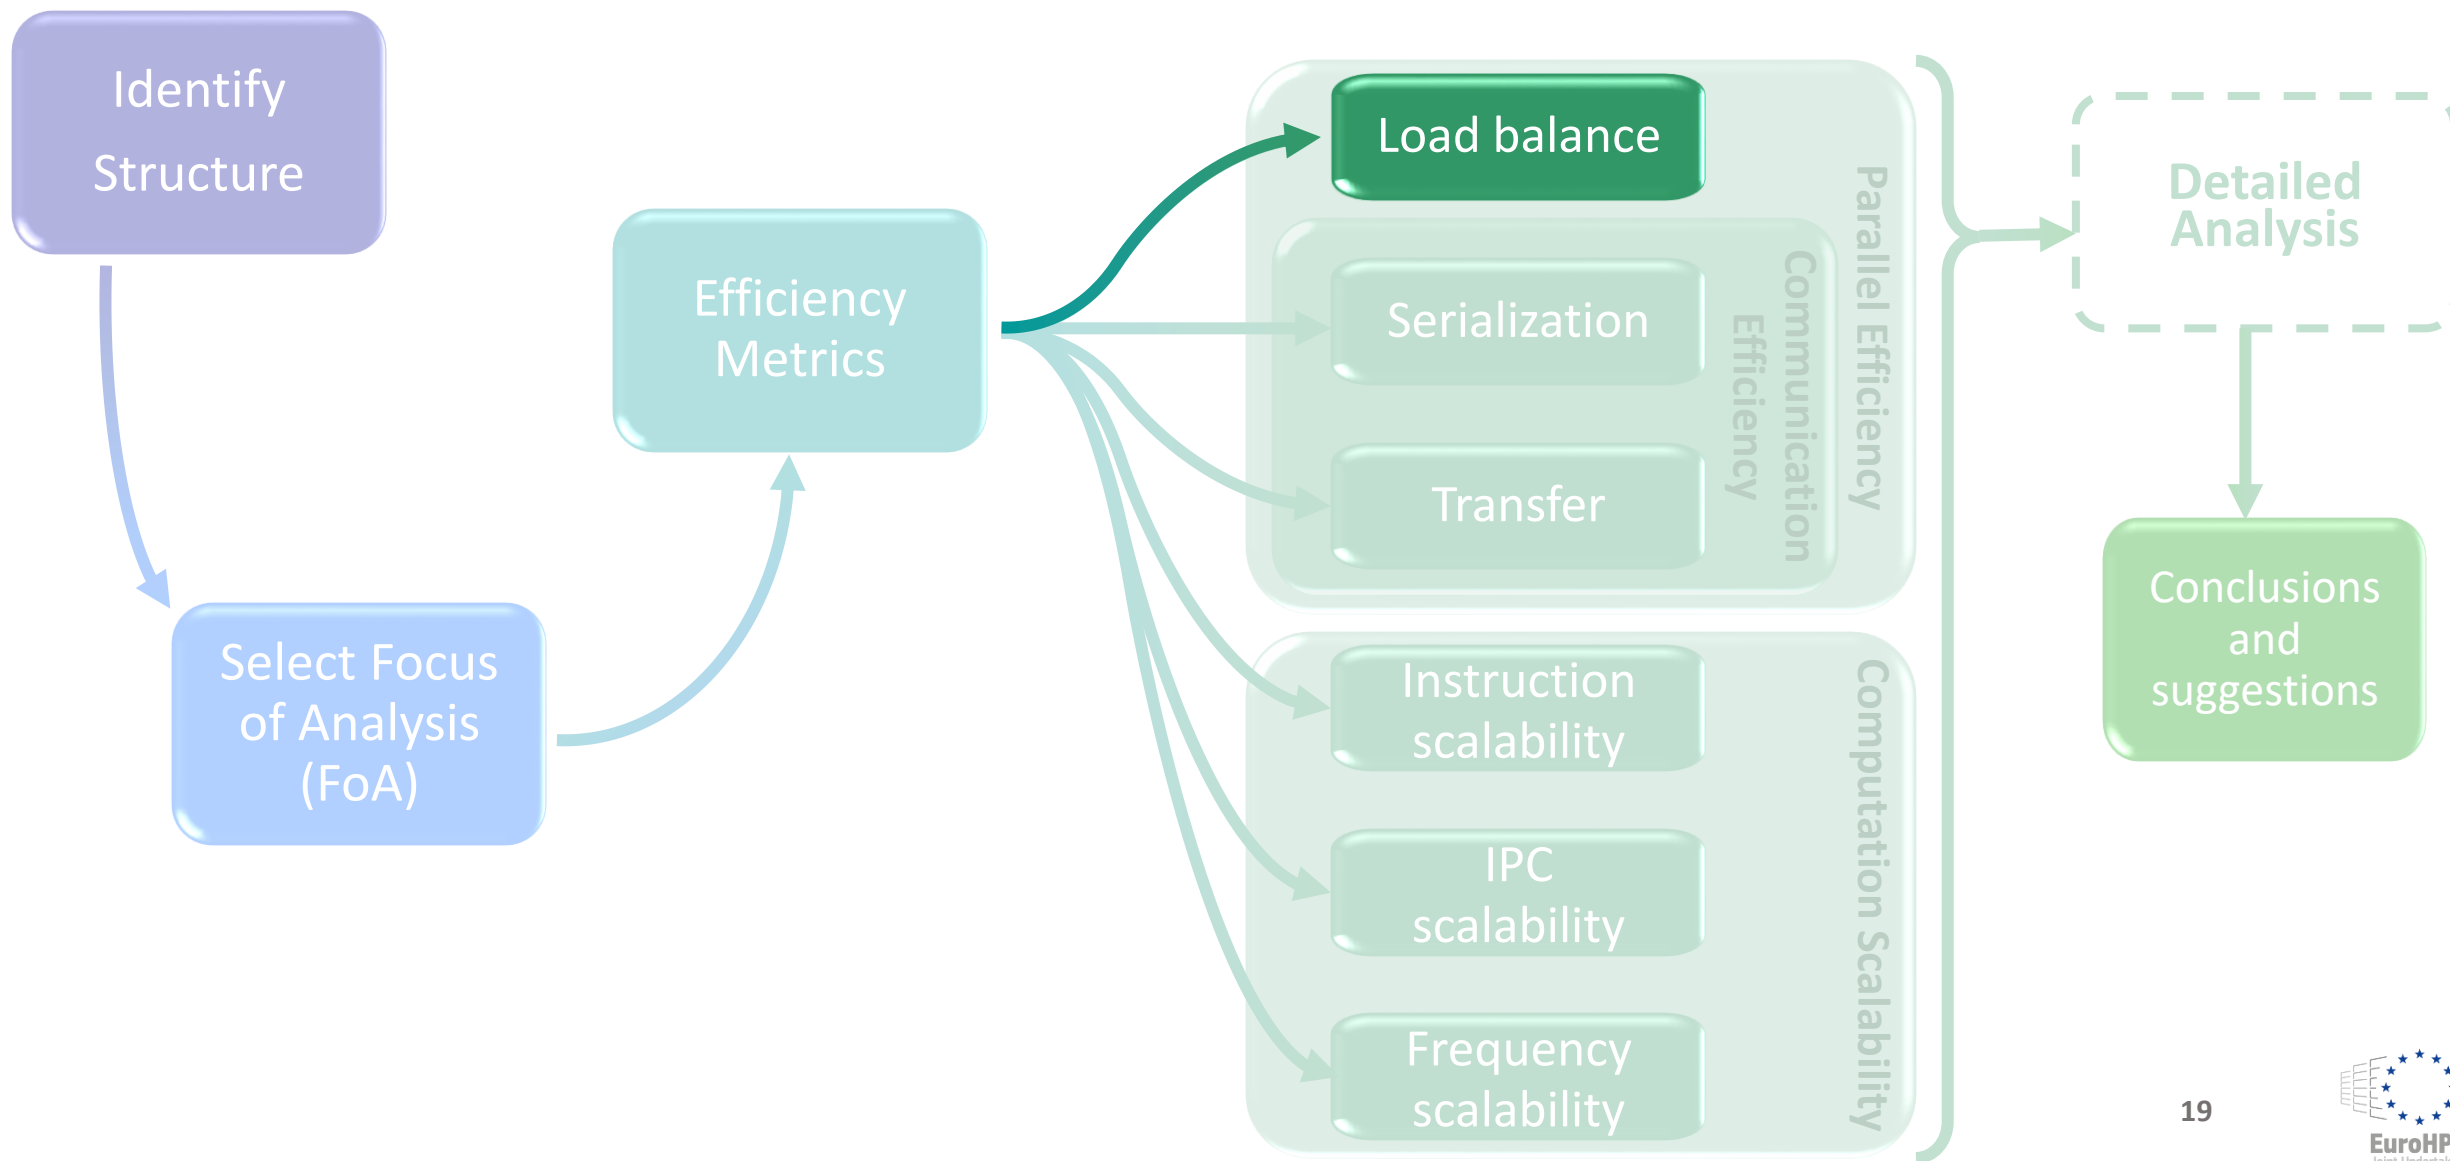 Identify
Structure
Select Focus
of Analysis
(FoA)
Efficiency
Metrics
Load balance
Serialization
Transfer
Communication
Efficiency
Parallel Efficiency
Instruction
scalability
IPC
scalability
Frequency
scalability
Computation Scalability
Detailed
Analysis
Conclusions
and
suggestions
19
EuroHP